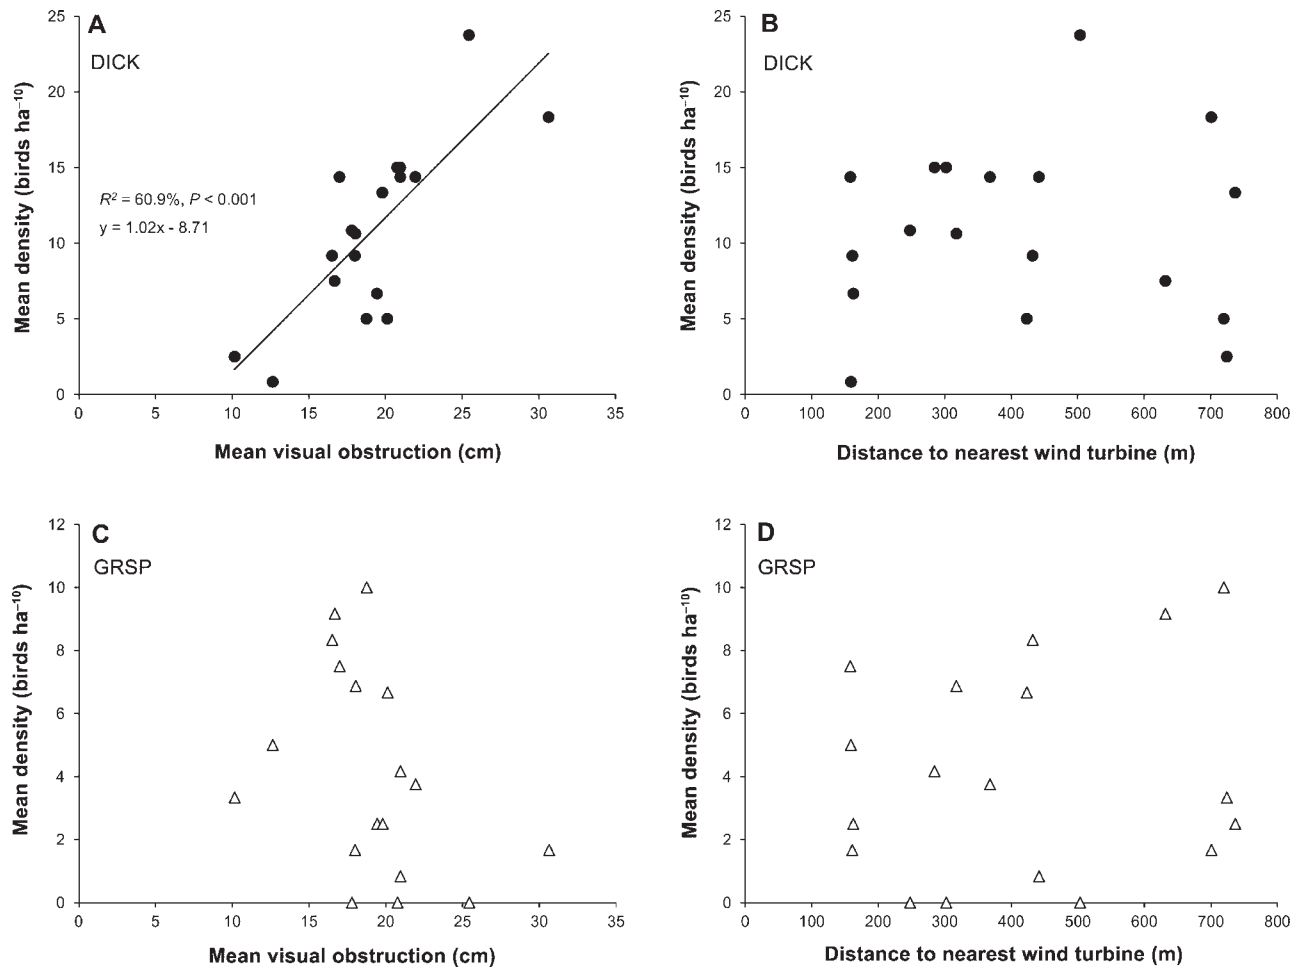 A
DICK
R² = 60.9%, P < 0.001
y = 1.02x - 8.71
25
20
15
10
5
0
0 5 10 15 20 25 30 35
Mean density (birds ha⁻¹⁰)
Mean visual obstruction (cm)
B
DICK
25
20
15
10
5
0
0 100 200 300 400 500 600 700 800
Mean density (birds ha⁻¹⁰)
Distance to nearest wind turbine (m)
C
GRSP
12
10
8
6
4
2
0
0 5 10 15 20 25 30 35
Mean density (birds ha⁻¹⁰)
Mean visual obstruction (cm)
D
GRSP
12
10
8
6
4
2
0
0 100 200 300 400 500 600 700 800
Mean density (birds ha⁻¹⁰)
Distance to nearest wind turbine (m)